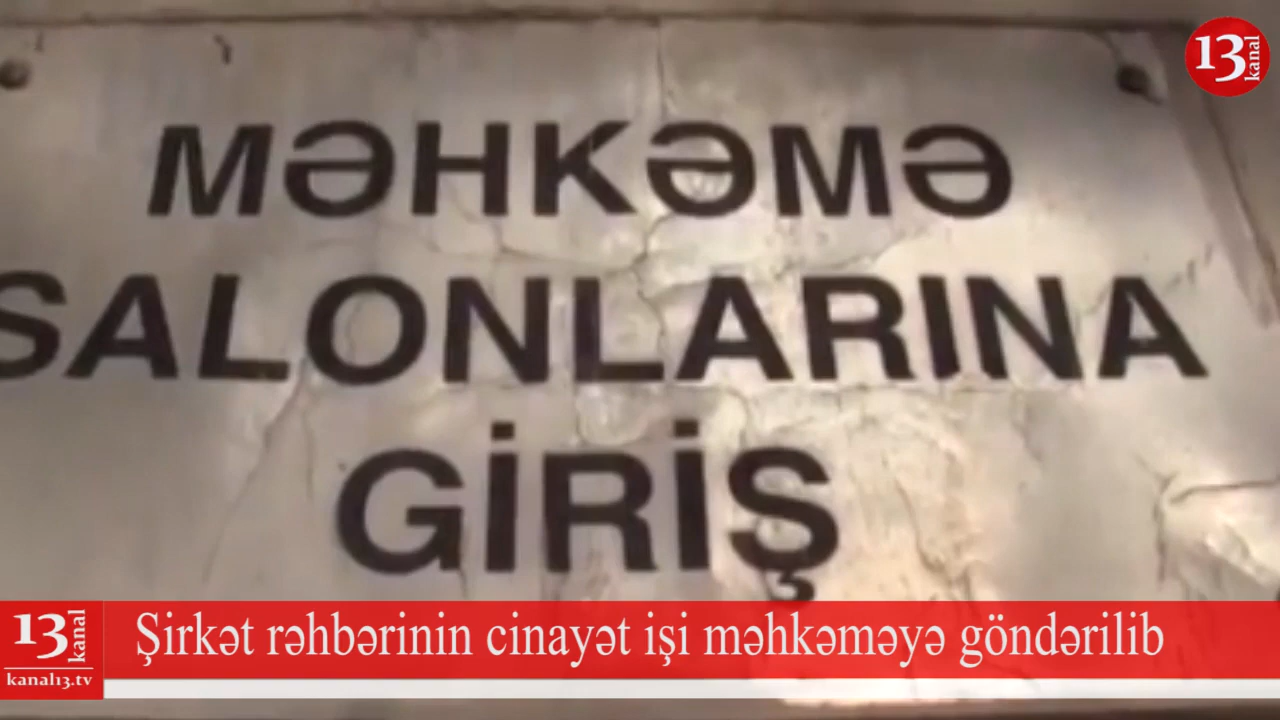 13 kanal
MƏHKƏMƏ
SALONLARINA
GİRİŞ
13 kanal
kanal13.tv
Şirkət rəhbərinin cinayət işi məhkəməyə göndərilib